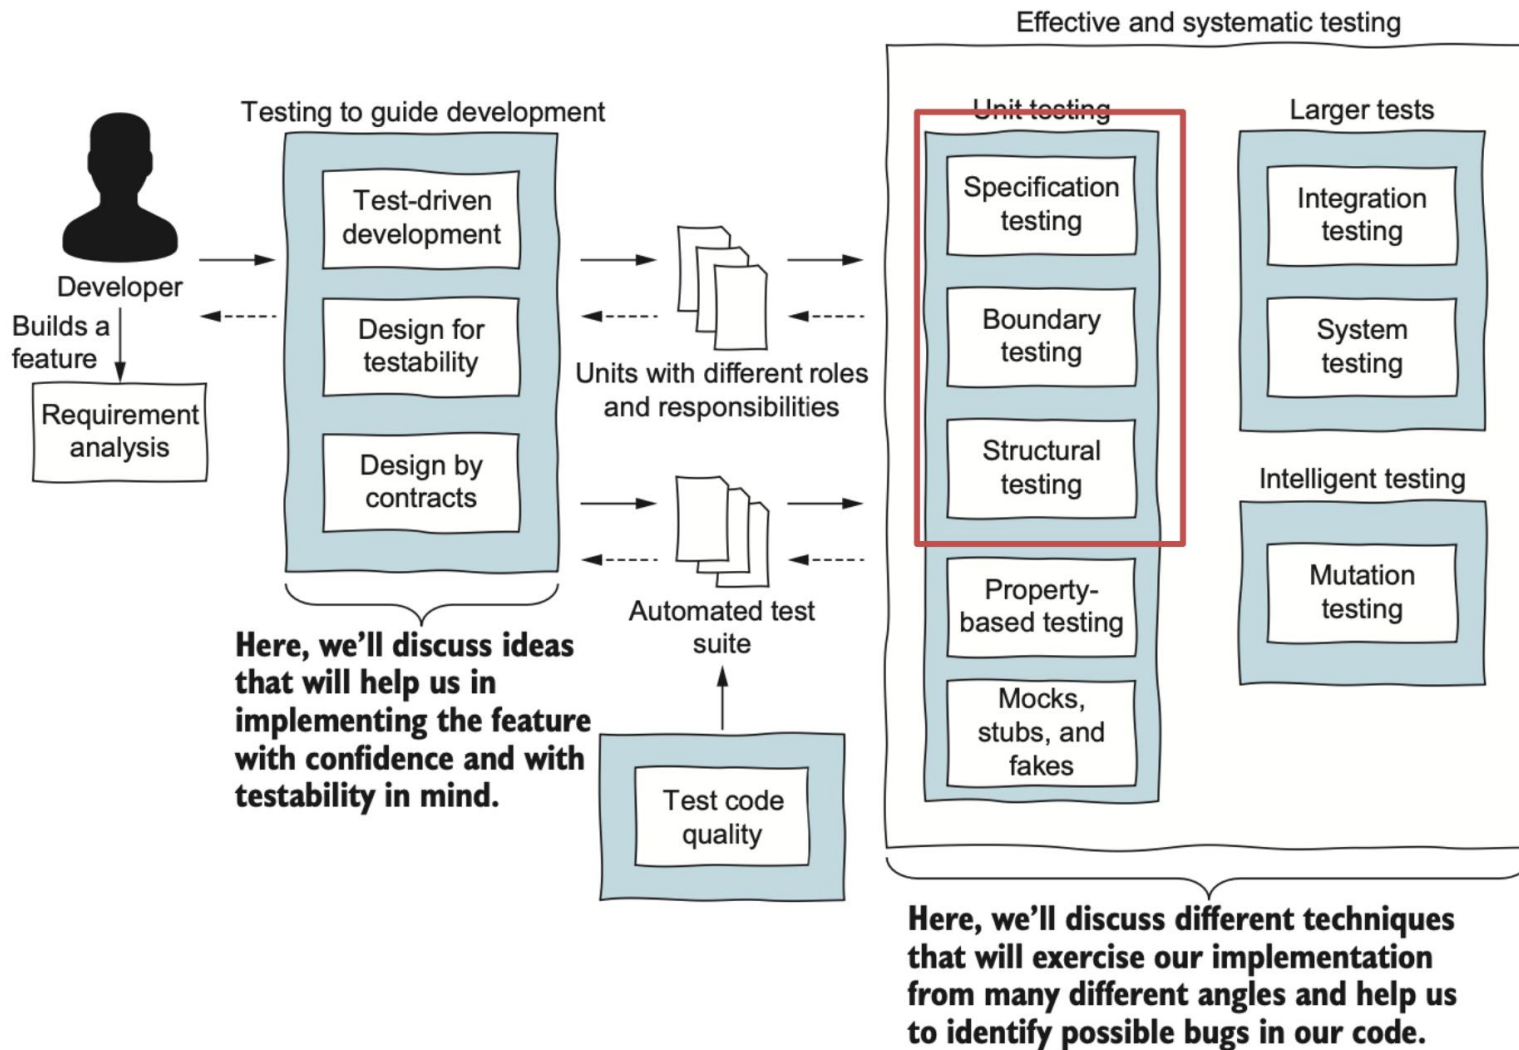 Effective and systematic testing
Testing to guide development
Unit testing
Larger tests
Test-driven
development
Design for
testability
Design by
contracts
Developer
Builds a
feature
Requirement
analysis
Units with different roles
and responsibilities
Automated test
suite
Test code
quality
Specification
testing
Boundary
testing
Structural
testing
Property-
based testing
Mocks,
stubs, and
fakes
Integration
testing
System
testing
Intelligent testing
Mutation
testing
Here, we’ll discuss ideas
that will help us in
implementing the feature
with confidence and with
testability in mind.
Here, we’ll discuss different techniques
that will exercise our implementation
from many different angles and help us
to identify possible bugs in our code.